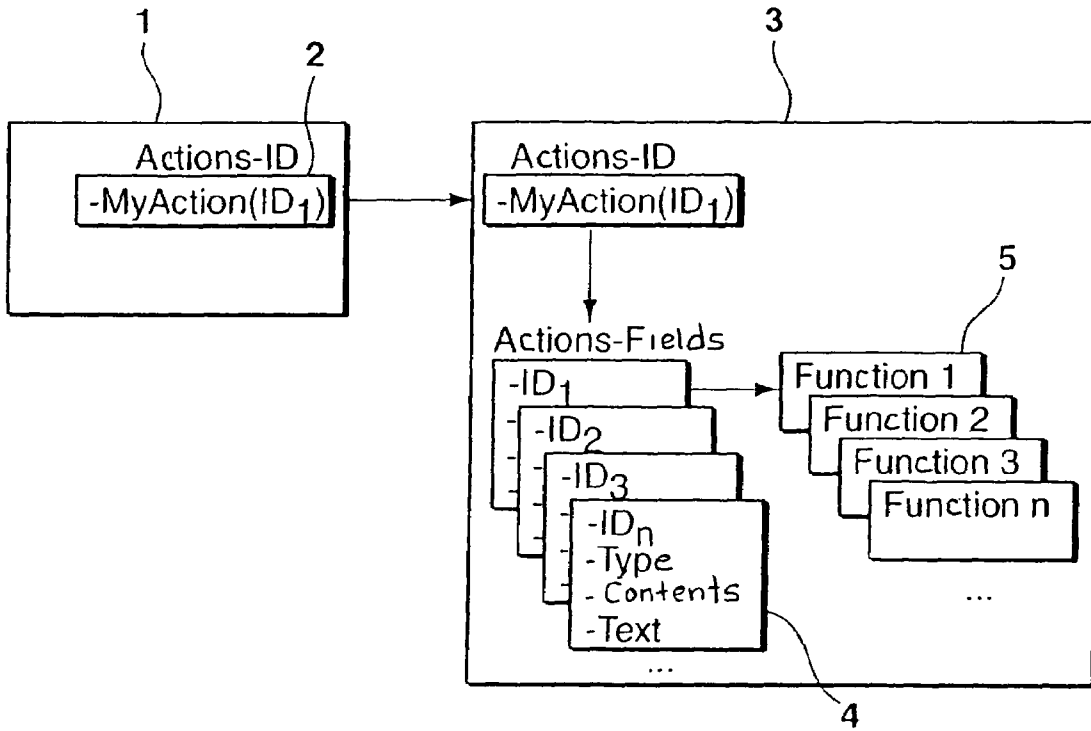 1
2
3
Actions-ID
-MyAction(ID1)
Actions-ID
-MyAction(ID1)
Actions-Fields
-ID1
-ID2
-ID3
-IDn
-Type
-Contents
-Text
...
5
Function 1
Function 2
Function 3
Function n
...
4